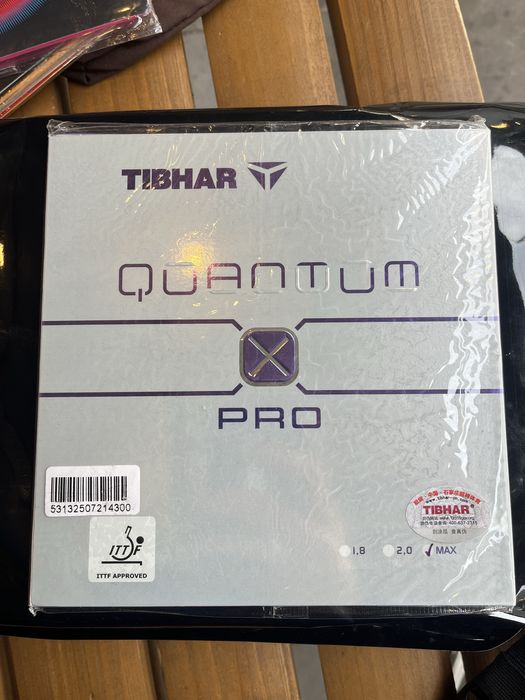 TIBHAR
QUANTUM
X
PRO
53132507214300
ITTF
ITTF APPROVED
TIBHAR
1.8 2.0 MAX